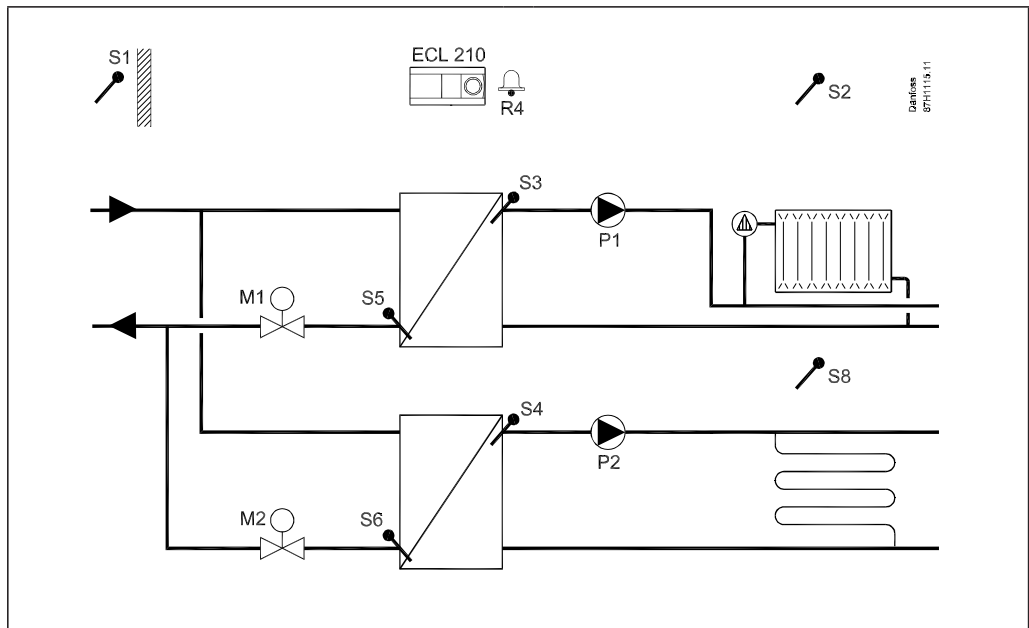 S1
ECL 210
R4
S2
Danfoss
87H1115.11
S3
P1
M1
S5
S8
S4
P2
M2
S6